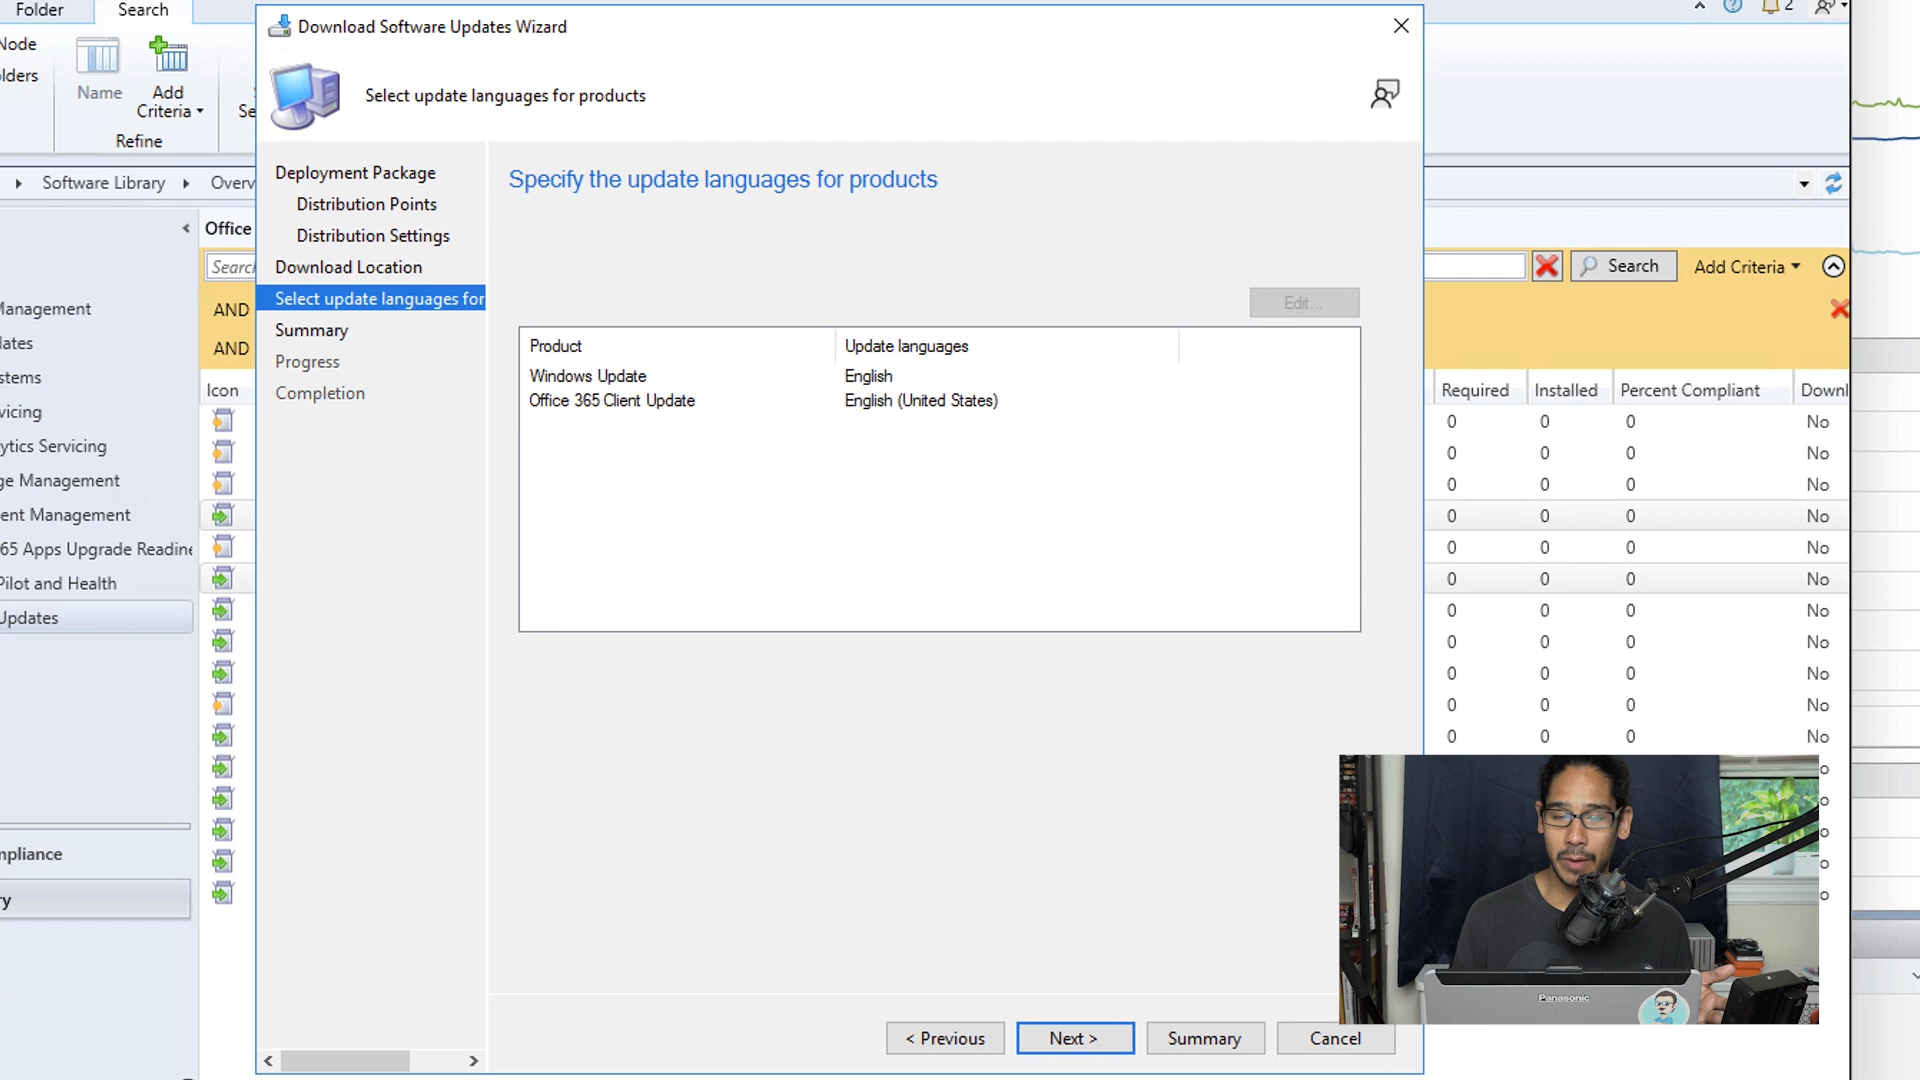 Folder
Search
Node
lders
Name
Add
Criteria
Refine
Se
2
Software Library
Overv
Office
Search
AND
AND
Icon
Management
dates
stems
vicing
ytics Servicing
ge Management
ent Management
65 Apps Upgrade Readine
Pilot and Health
Updates
mpliance
ry
Download Software Updates Wizard
Select update languages for products
Deployment Package
Distribution Points
Distribution Settings
Download Location
Select update languages for
Summary
Progress
Completion
Specify the update languages for products
Edit...
Product Update languages
Windows Update English
Office 365 Client Update English (United States)
< Previous
Next >
Summary
Cancel
Search
Add Criteria
Required Installed Percent Compliant Downl
0 0 0 No
0 0 0 No
0 0 0 No
0 0 0 No
0 0 0 No
0 0 0 No
0 0 0 No
0 0 0 No
0 0 0 No
0 0 0 No
0 0 0 No
o
o
o
o
o
Panasonic